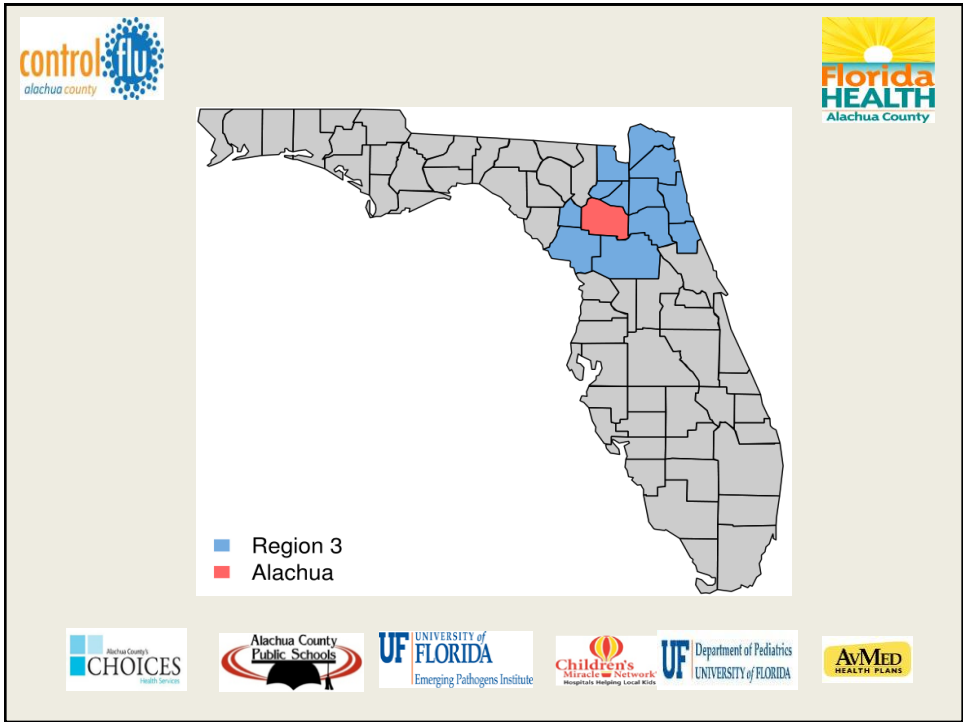 control flu
alachua county
Florida
HEALTH
Alachua County
Region 3
Alachua
Alachua County's
CHOICES
Health Services
Alachua County
Public Schools
UF UNIVERSITY of
FLORIDA
Emerging Pathogens Institute
Children's
Miracle Network
Hospitals Helping Local Kids
UF Department of Pediatrics
UNIVERSITY of FLORIDA
AVMED
HEALTH PLANS